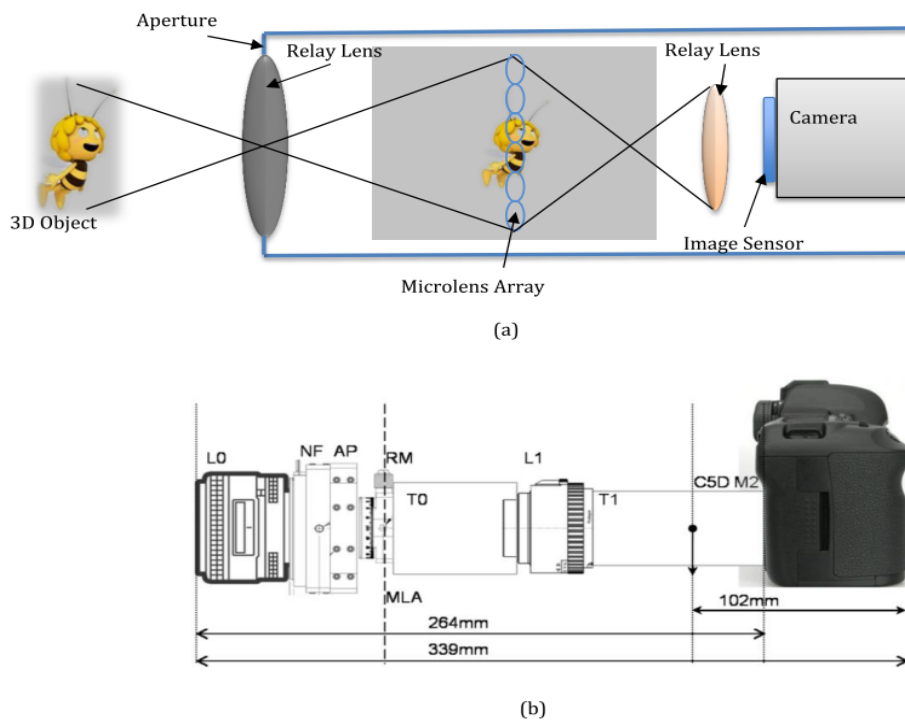 Aperture
Relay Lens
Relay Lens
Camera
3D Object
Image Sensor
Microlens Array
(a)
L0
NF
AP
RM
L1
T0
T1
C5D M2
MLA
102mm
264mm
339mm
(b)